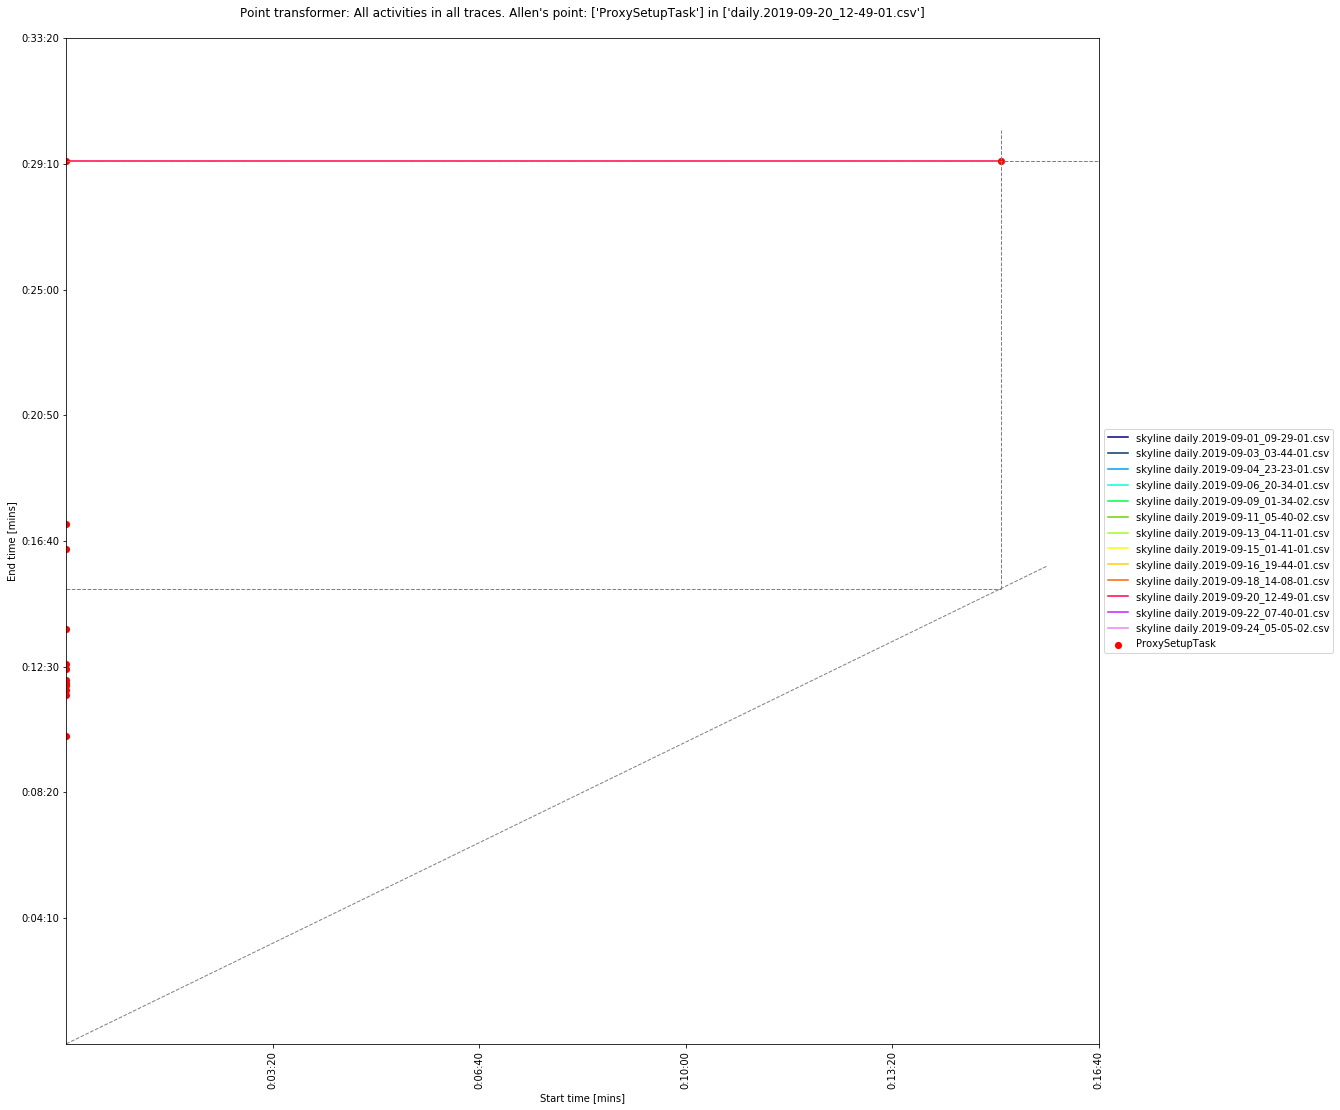 Point transformer: All activities in all traces. Allen's point: ['ProxySetupTask'] in ['daily.2019-09-20_12-49-01.csv']
0:33:20
0:29:10
0:25:00
0:20:50
0:16:40
0:12:30
0:08:20
0:04:10
End time [mins]
0:03:20
0:06:40
0:10:00
0:13:20
0:16:40
Start time [mins]
skyline daily.2019-09-01_09-29-01.csv
skyline daily.2019-09-03_03-44-01.csv
skyline daily.2019-09-04_23-23-01.csv
skyline daily.2019-09-06_20-34-01.csv
skyline daily.2019-09-09_01-34-02.csv
skyline daily.2019-09-11_05-40-02.csv
skyline daily.2019-09-13_04-11-01.csv
skyline daily.2019-09-15_01-41-01.csv
skyline daily.2019-09-16_19-44-01.csv
skyline daily.2019-09-18_14-08-01.csv
skyline daily.2019-09-20_12-49-01.csv
skyline daily.2019-09-22_07-40-01.csv
skyline daily.2019-09-24_05-05-02.csv
ProxySetupTask